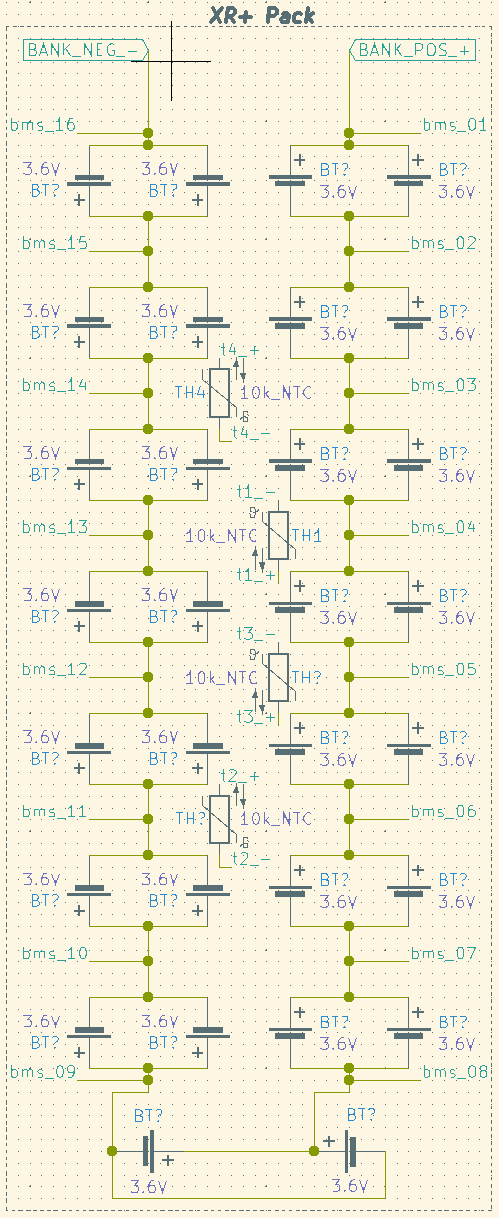 XR+ Pack
BANK_NEG_- BANK_POS_+
bms_16 bms_01
3.6V 3.6V BT? BT?
BT? BT? 3.6V 3.6V
bms_15 bms_02
3.6V 3.6V BT? BT?
BT? BT? 3.6V 3.6V
t4_+
bms_14 TH4 10k_NTC bms_03
t4_-
3.6V 3.6V BT? BT?
BT? BT? 3.6V 3.6V
t1_-
bms_13 10k_NTC TH1 bms_04
t1_+
3.6V 3.6V BT? BT?
BT? BT? 3.6V 3.6V
t3_-
bms_12 10k_NTC TH? bms_05
t3_+
3.6V 3.6V BT? BT?
BT? BT? 3.6V 3.6V
t2_+
bms_11 TH? 10k_NTC bms_06
t2_-
3.6V 3.6V BT? BT?
BT? BT? 3.6V 3.6V
bms_10 bms_07
3.6V 3.6V BT? BT?
BT? BT? 3.6V 3.6V
bms_09 bms_08
BT? BT?
3.6V 3.6V